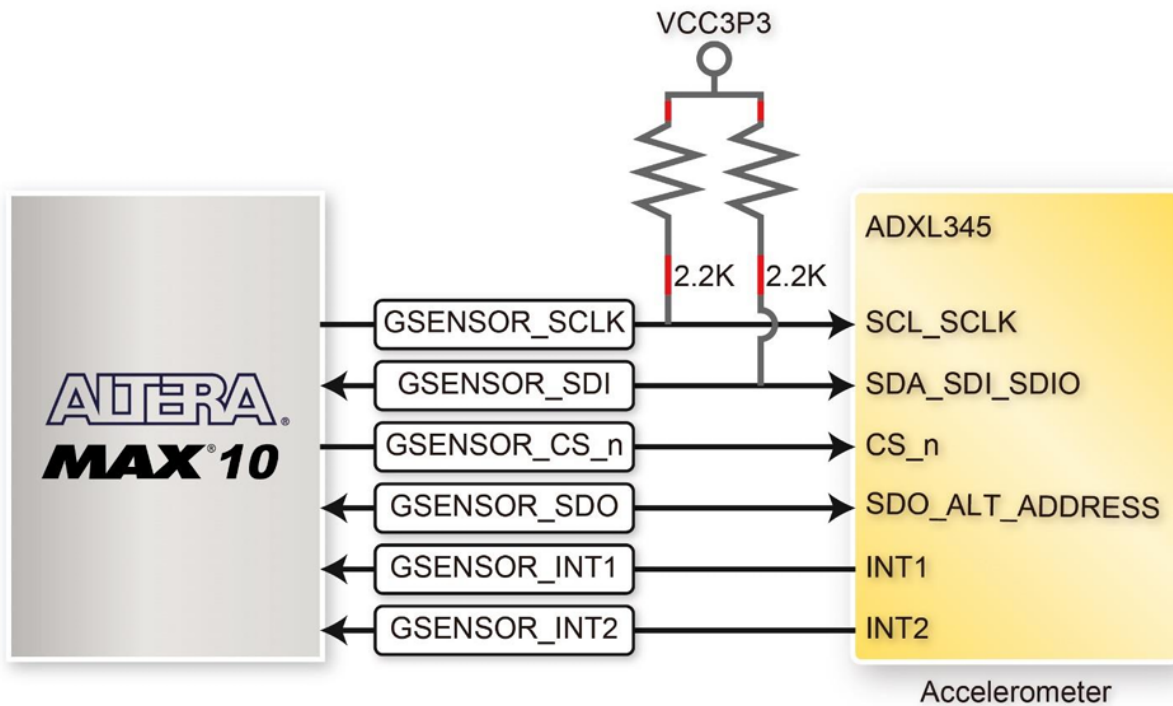 VCC3P3
2.2K 2.2K
ALTERA®
MAX®10
GSENSOR_SCLK
GSENSOR_SDI
GSENSOR_CS_n
GSENSOR_SDO
GSENSOR_INT1
GSENSOR_INT2
ADXL345
SCL_SCLK
SDA_SDI_SDIO
CS_n
SDO_ALT_ADDRESS
INT1
INT2
Accelerometer